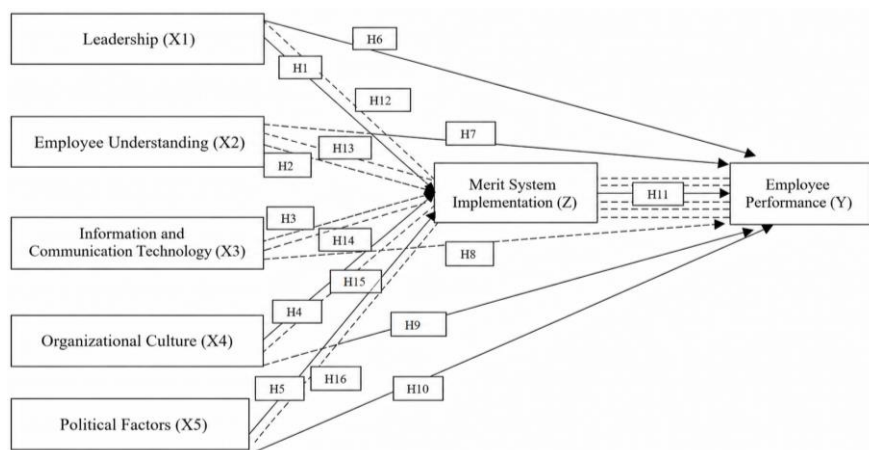 Leadership (X1)
H6
H1
H12
Employee Understanding (X2)
H7
H13
H2
Merit System
Implementation (Z)
H11
Employee
Performance (Y)
Information and
Communication Technology (X3)
H3
H14
H8
H15
H4
Organizational Culture (X4)
H9
H5
H16
H10
Political Factors (X5)